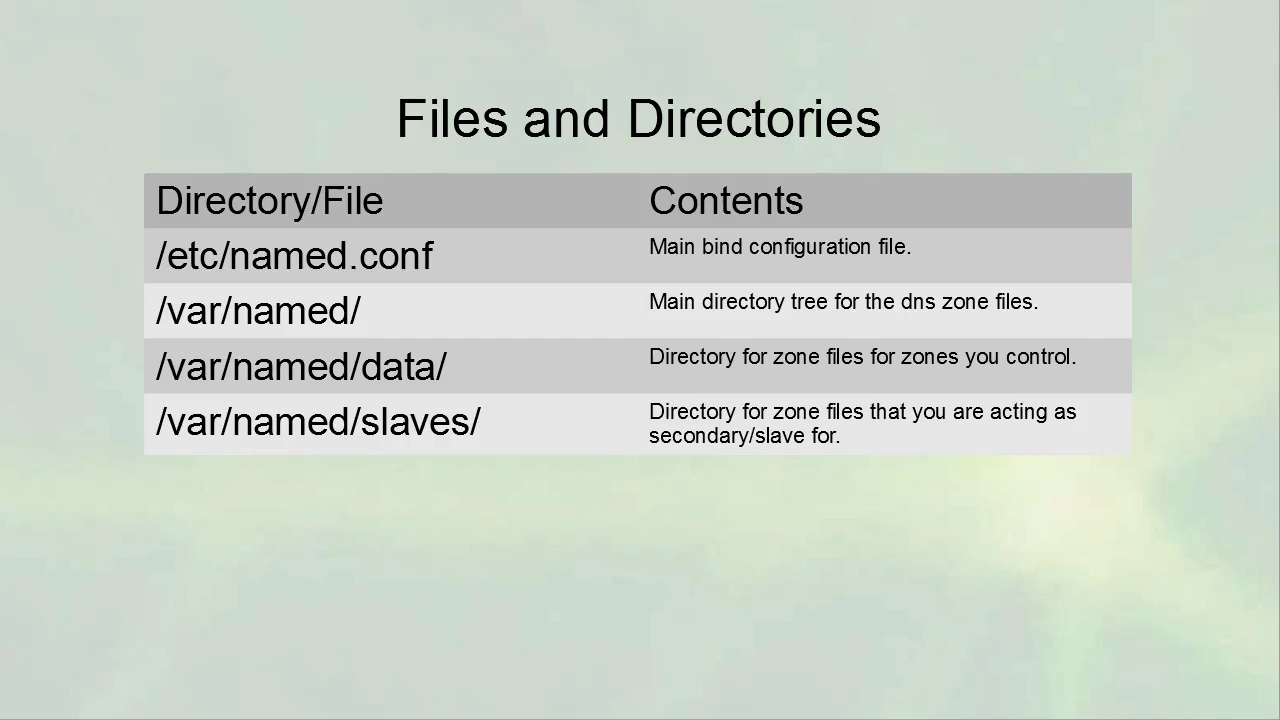 Files and Directories
Directory/File Contents
/etc/named.conf Main bind configuration file.
/var/named/ Main directory tree for the dns zone files.
/var/named/data/ Directory for zone files for zones you control.
/var/named/slaves/ Directory for zone files that you are acting as
secondary/slave for.